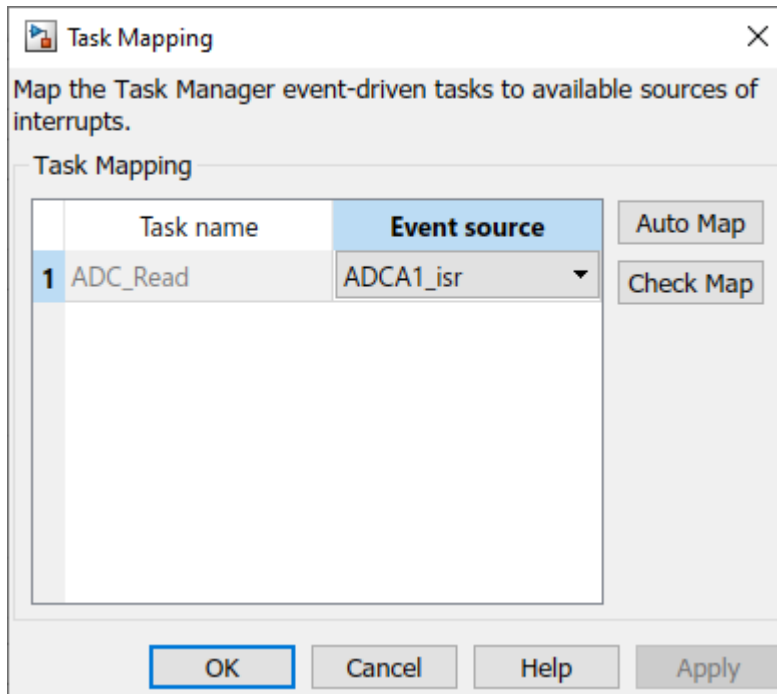 Task Mapping
Map the Task Manager event-driven tasks to available sources of
interrupts.
Task Mapping
Task name Event source
Auto Map
1 ADC_Read ADCA1_isr
Check Map
OK Cancel Help Apply